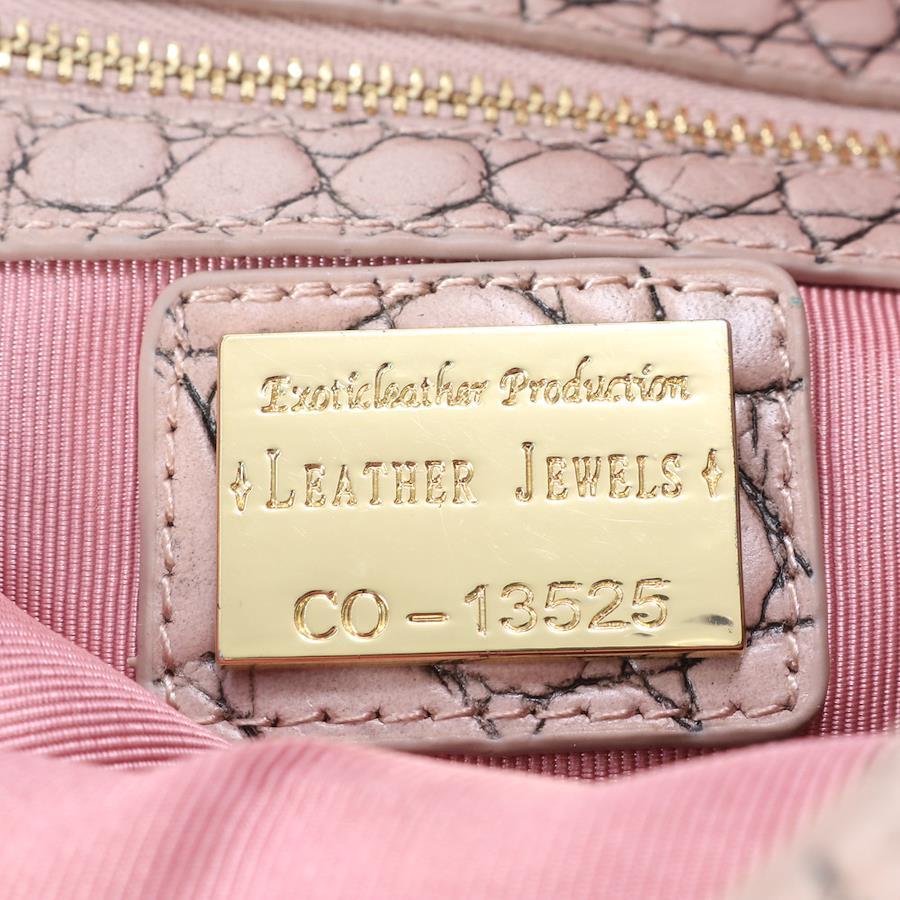 Exoticleather Production
LEATHER JEWELS
CO-13525